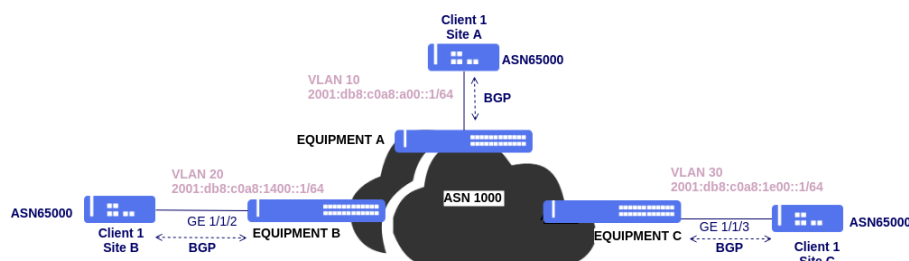 Client 1
Site A
ASN65000
VLAN 10
2001:db8:c0a8:a00::1/64
BGP
EQUIPMENT A
VLAN 20
2001:db8:c0a8:1400::1/64
VLAN 30
2001:db8:c0a8:1e00::1/64
ASN 1000
ASN65000
GE 1/1/2
EQUIPMENT B
Client 1
Site B
BGP
EQUIPMENT C
GE 1/1/3
BGP
ASN65000
Client 1
Site C